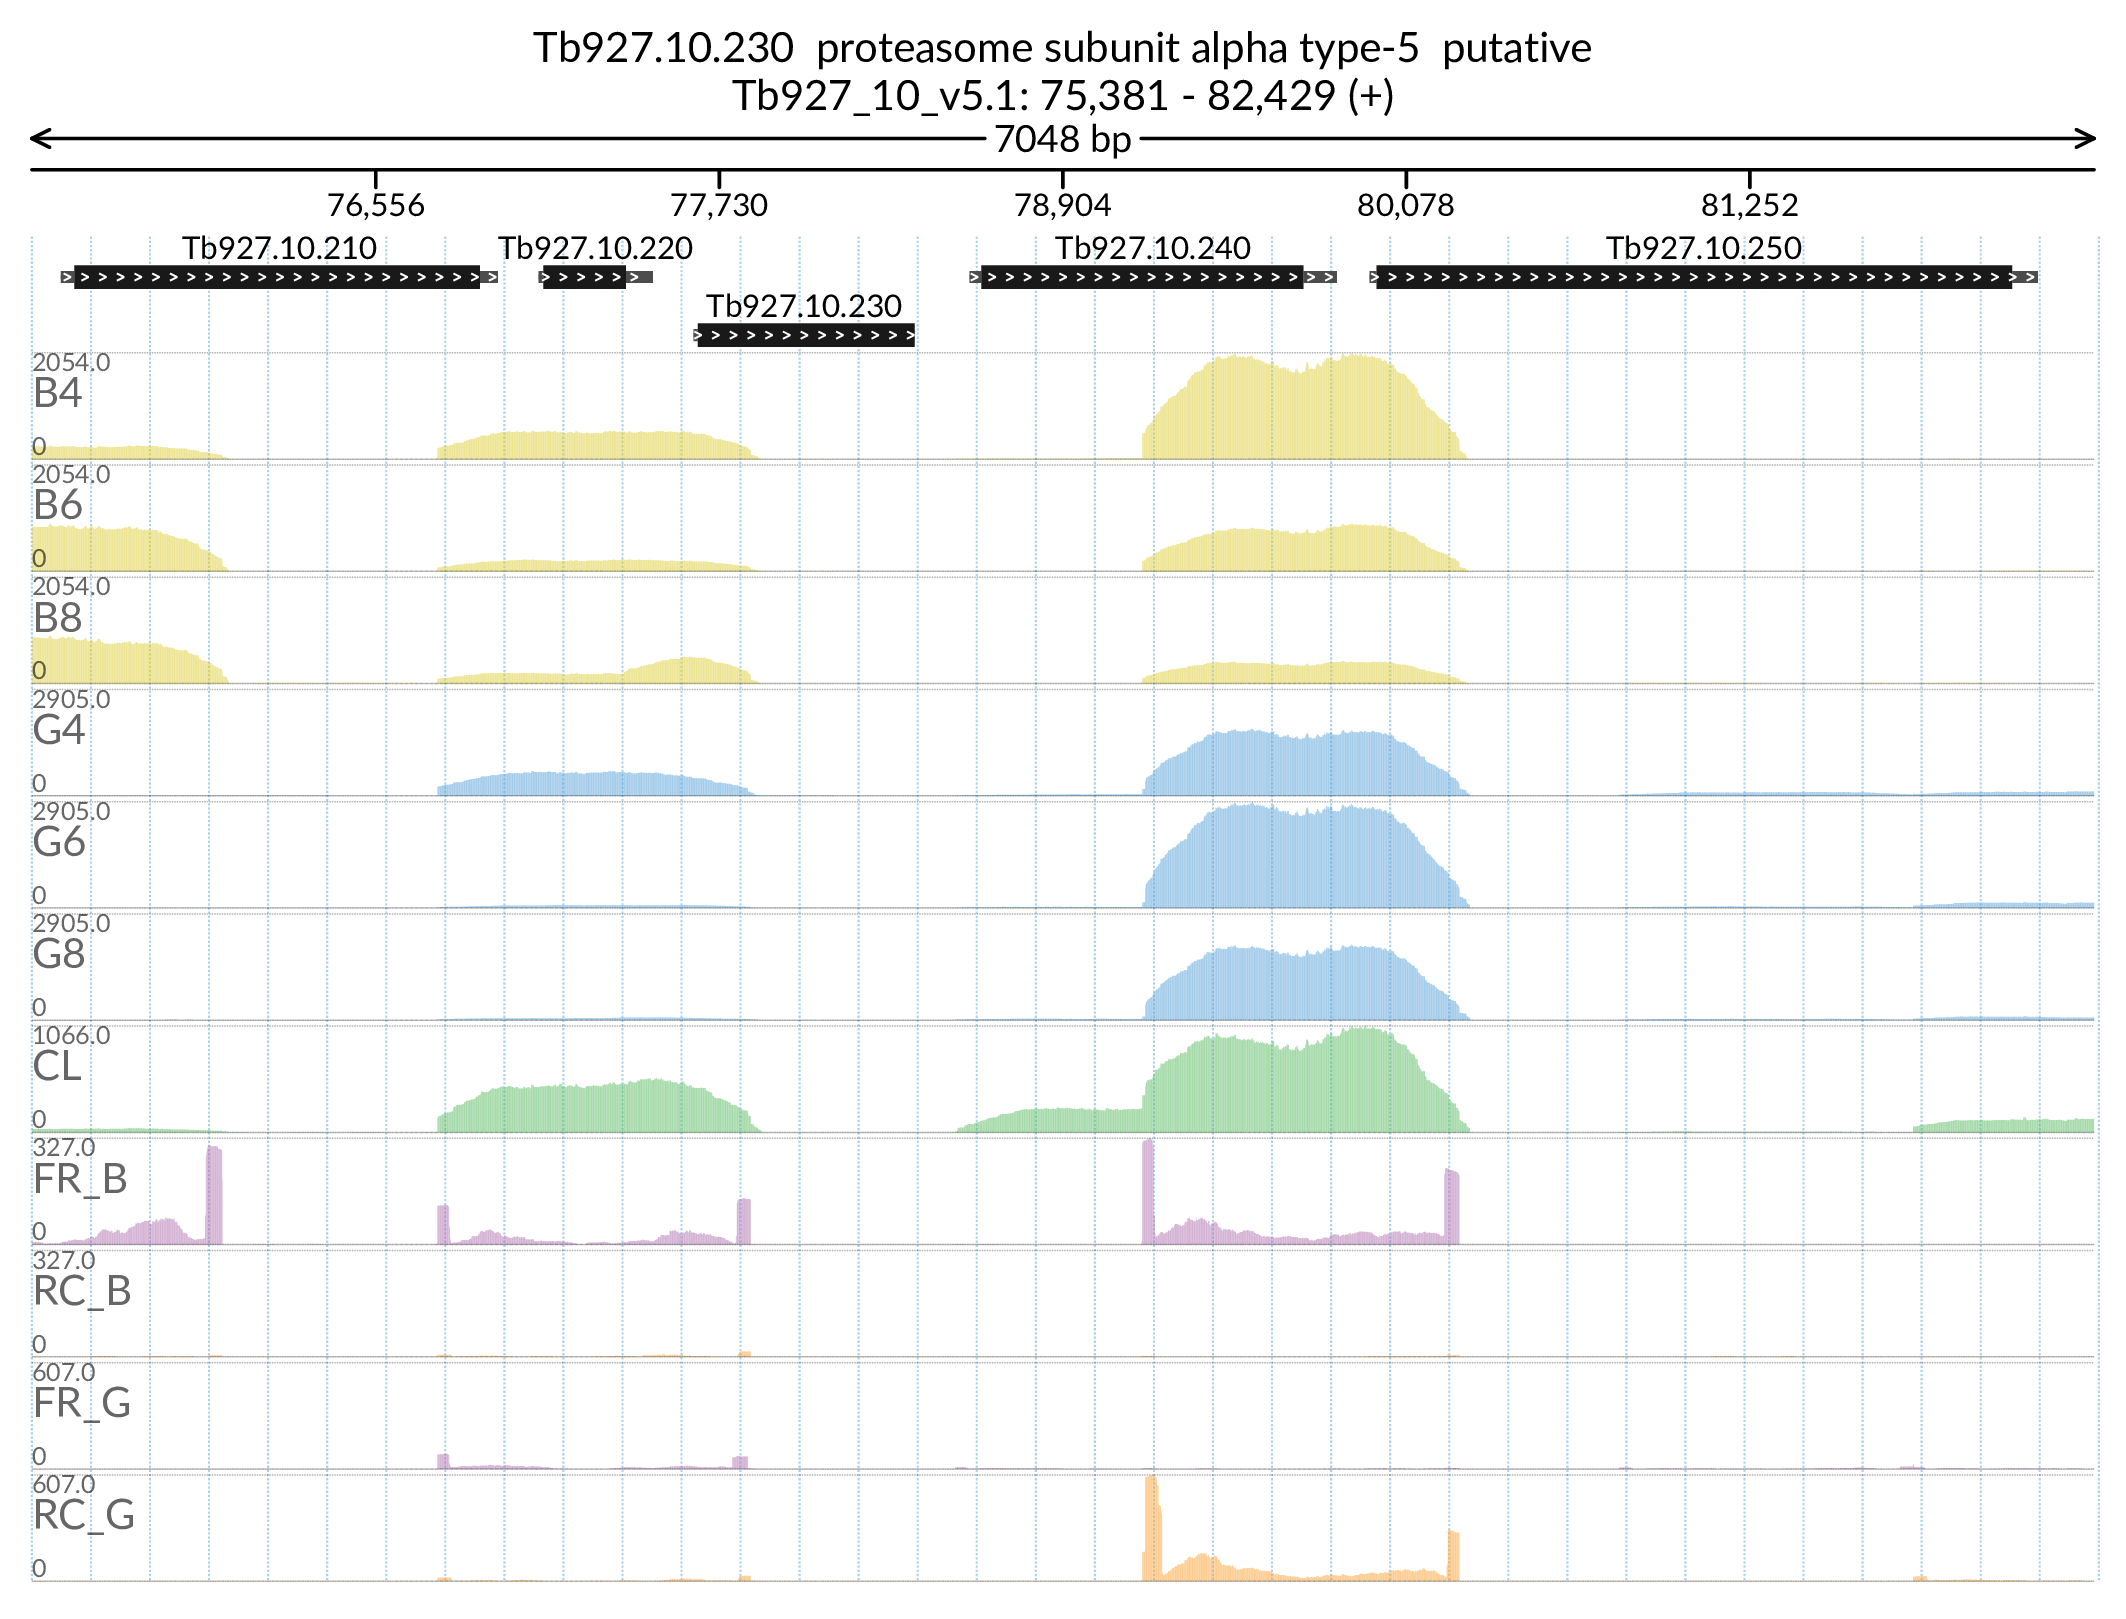 Tb927.10.230  proteasome subunit alpha type-5  putative
Tb927_10_v5.1: 75,381 - 82,429 (+)
7048 bp
76,556 77,730 78,904 80,078 81,252
Tb927.10.210 Tb927.10.220 Tb927.10.240 Tb927.10.250
Tb927.10.230
2054.0
B4
0
2054.0
B6
0
2054.0
B8
0
2905.0
G4
0
2905.0
G6
0
2905.0
G8
0
1066.0
CL
0
327.0
FR_B
0
327.0
RC_B
0
607.0
FR_G
0
607.0
RC_G
0